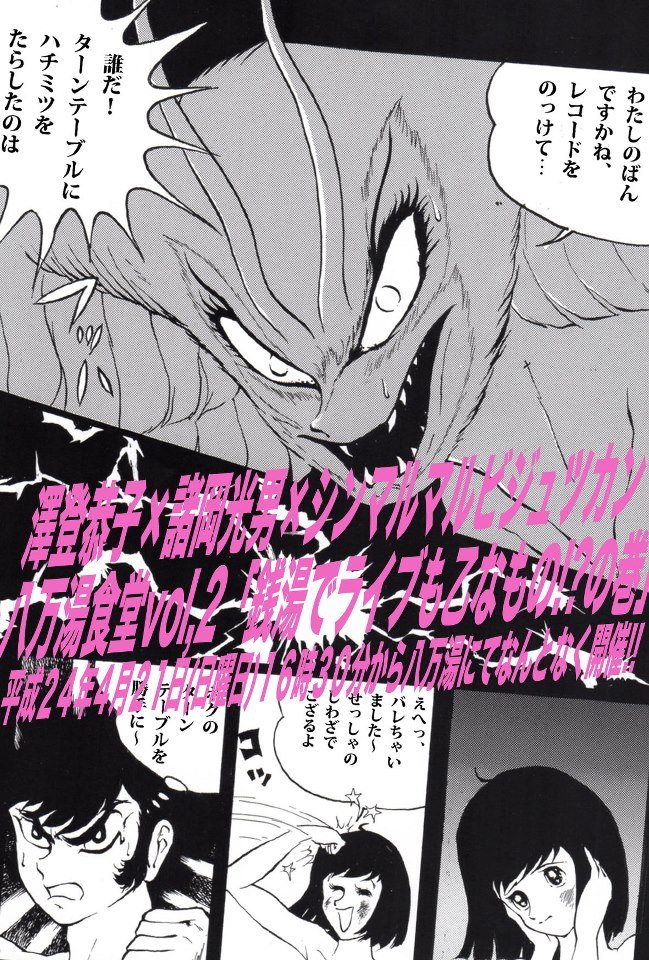 わたしのばん
ですかね、
レコードを
のっけて…
誰だ！
ターンテーブルに
ハチミツを
たらしたのは
澤登恭子×諸岡光男×シンマルマルビジュツカン
八万湯食堂vol.2「銭湯でライブも乙なもの!?の巻」
平成24年4月21日(日曜日)16時30分から八万湯にてなんとなく開催!!
えへっ、
バレちゃい
ました〜
せっしゃの
しわざで
ござるよ
コツ
の
ターン
テーブルを
勝手に〜